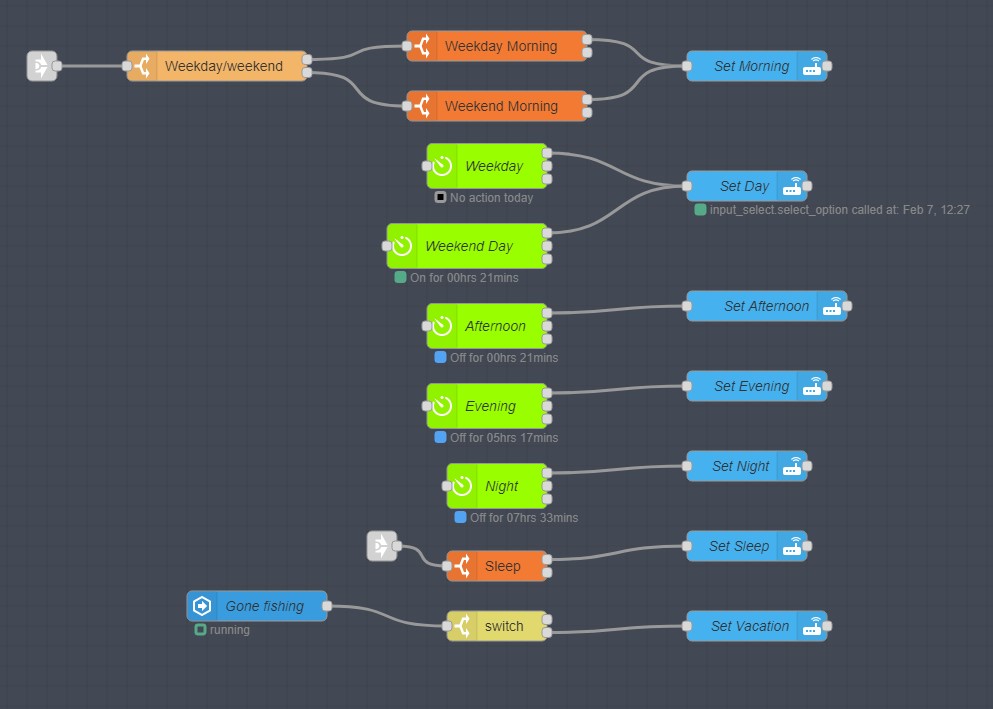 Weekday/weekend
Weekday Morning
Set Morning
Weekend Morning
Weekday
No action today
Set Day
input_select.select_option called at: Feb 7, 12:27
Weekend Day
On for 00hrs 21mins
Afternoon
Off for 00hrs 21mins
Set Afternoon
Evening
Off for 05hrs 17mins
Set Evening
Night
Off for 07hrs 33mins
Set Night
Sleep
Set Sleep
Gone fishing
running
switch
Set Vacation